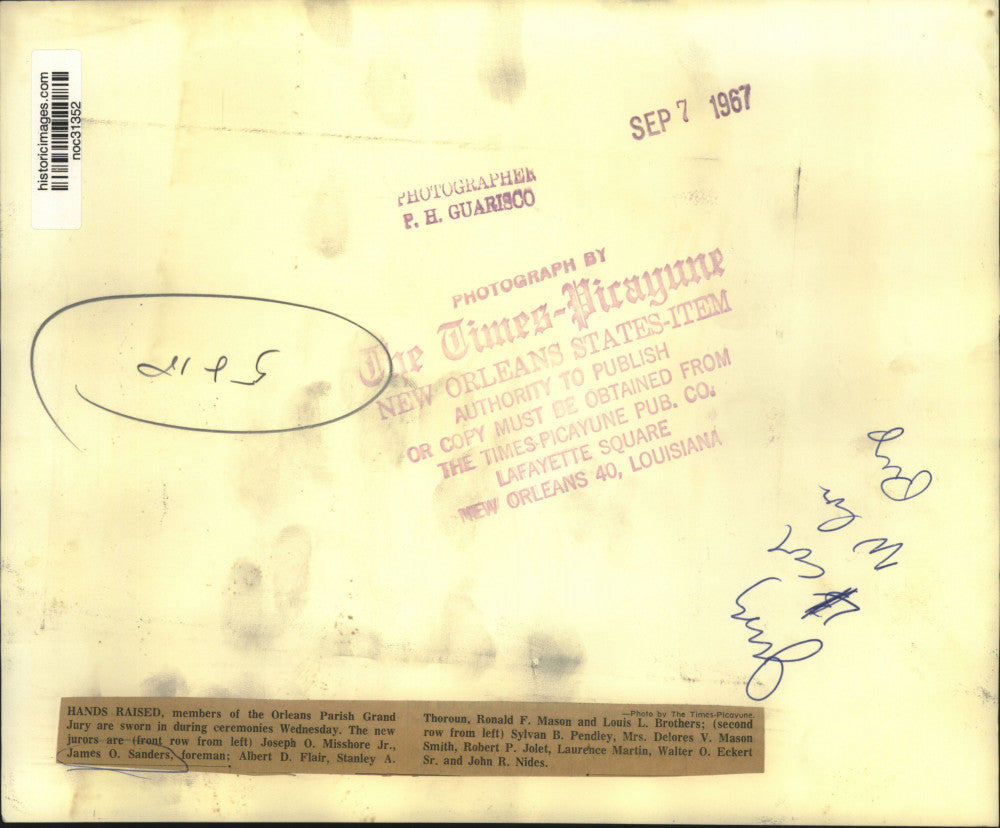 historicimages.com
noc31352
SEP 7 1967
PHOTOGRAPHER
P. H. GUARISCO
PHOTOGRAPH BY
The Times-Picayune
NEW ORLEANS STATES-ITEM
AUTHORITY TO PUBLISH
OR COPY MUST BE OBTAINED FROM
THE TIMES-PICAYUNE PUB. CO.
LAFAYETTE SQUARE
NEW ORLEANS 40, LOUISIANA
HANDS RAISED, members of the Orleans Parish Grand
Jury are sworn in during ceremonies Wednesday. The new
jurors are (front row from left) Joseph O. Misshore Jr.,
James O. Sanders, foreman; Albert D. Flair, Stanley A.
—Photo by The Times-Picayune.
Thoroun, Ronald F. Mason and Louis L. Brothers; (second
row from left) Sylvan B. Pendley, Mrs. Delores V. Mason
Smith, Robert P. Jolet, Laurence Martin, Walter O. Eckert
Sr. and John R. Nides.